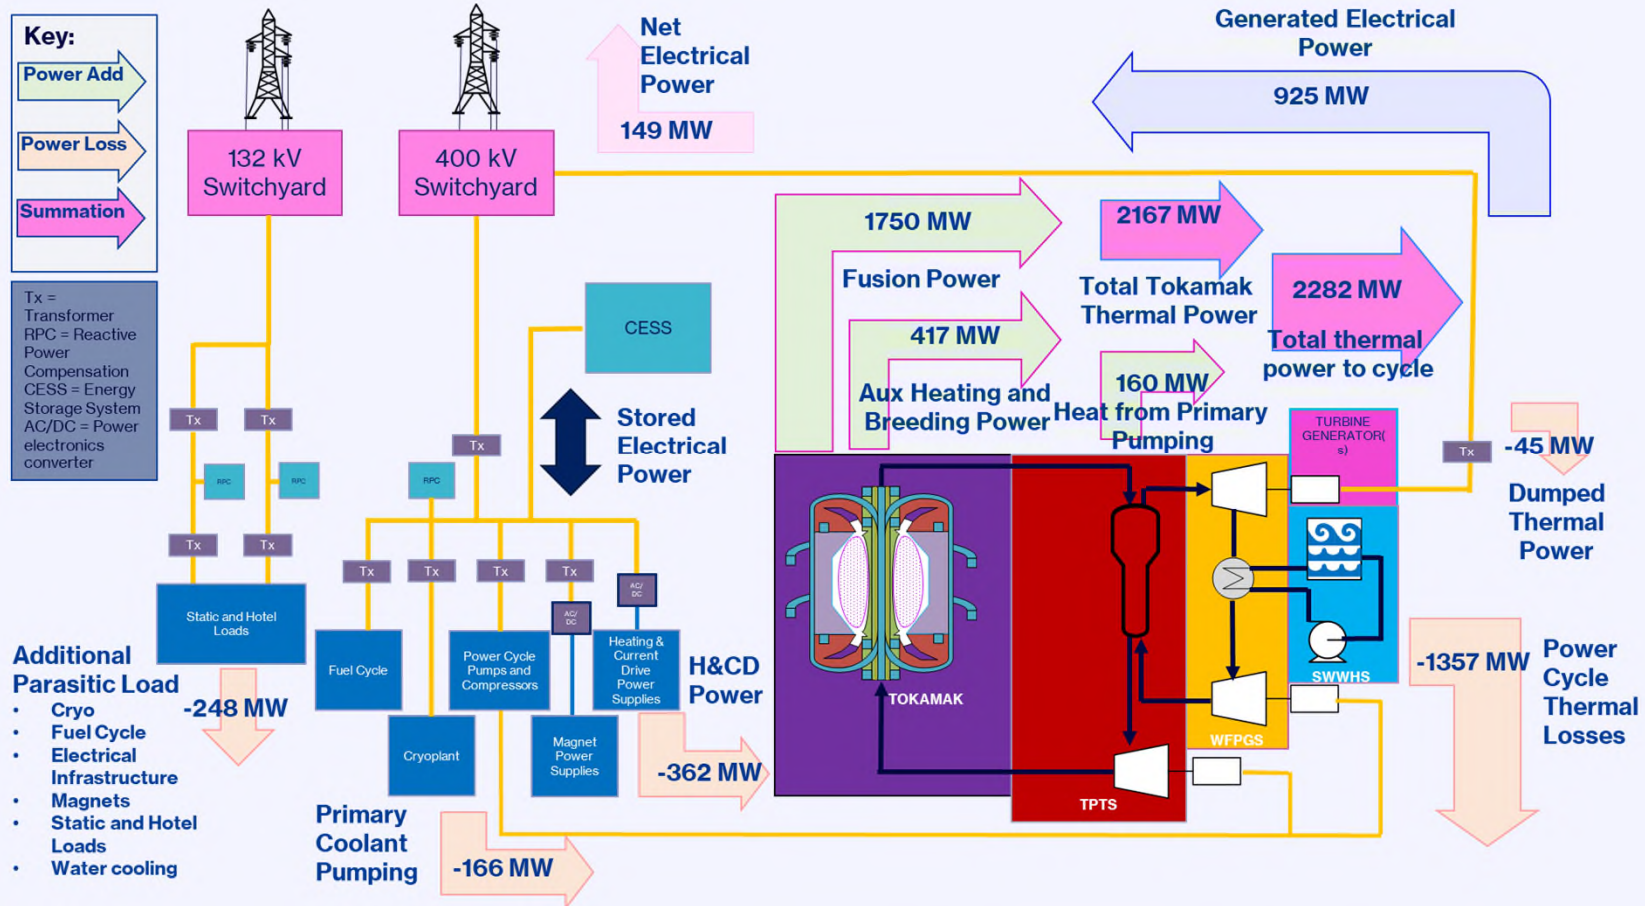 Key:
Power Add
Power Loss
Summation
Tx =
Transformer
RPC = Reactive
Power
Compensation
CESS = Energy
Storage System
AC/DC = Power
electronics
converter
132 kV
Switchyard
400 kV
Switchyard
Net
Electrical
Power
149 MW
Generated Electrical
Power
925 MW
1750 MW
Fusion Power
417 MW
Aux Heating and
Breeding Power
2167 MW
Total Tokamak
Thermal Power
2282 MW
Total thermal
power to cycle
160 MW
Heat from Primary
Pumping
CESS
Stored
Electrical
Power
Tx
Tx
RPC
RPC
Tx
Tx
Tx
RPC
Tx
Tx
Tx
Tx
AC/
DC
AC/
DC
Static and Hotel
Loads
Fuel Cycle
Cryoplant
Power Cycle
Pumps and
Compressors
Magnet
Power
Supplies
Heating &
Current
Drive
Power
Supplies
H&CD
Power
-362 MW
Additional
Parasitic Load
-248 MW
• Cryo
• Fuel Cycle
• Electrical
Infrastructure
• Magnets
• Static and Hotel
Loads
• Water cooling
Primary
Coolant
Pumping
-166 MW
TOKAMAK
TPTS
WFPGS
TURBINE
GENERATOR(
s)
SWWHS
Tx
-45 MW
Dumped
Thermal
Power
-1357 MW
Power
Cycle
Thermal
Losses